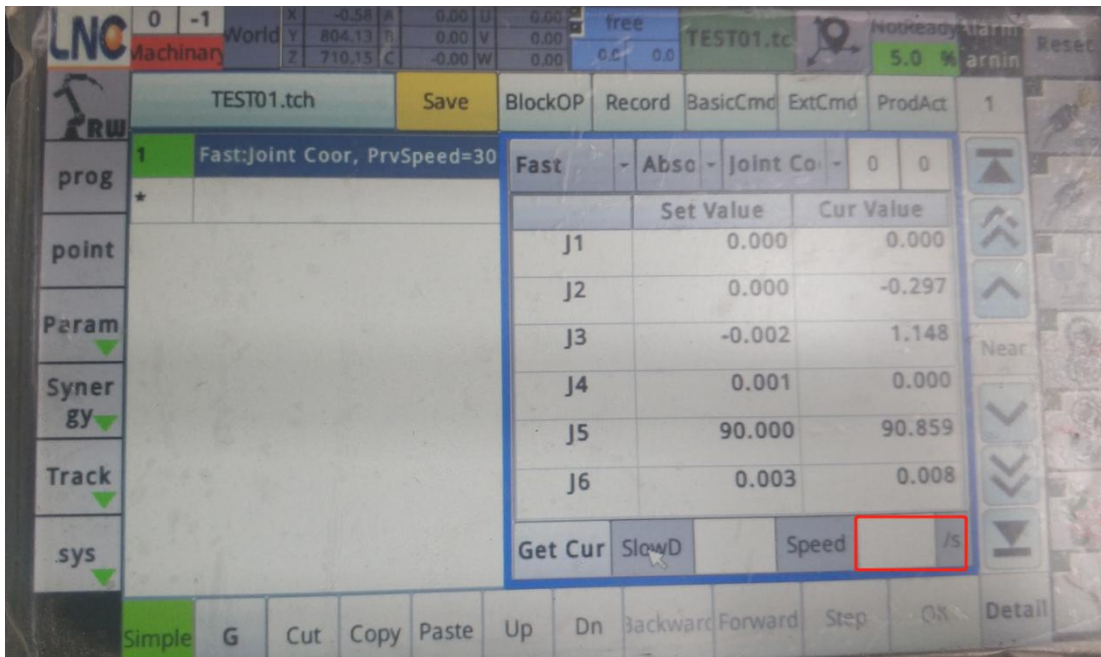 LNC 0 -1 World X -0.58 A 0.00 U 0.00 free TEST01.tc NotReady Alarm Reset
Machinary Y 804.13 B 0.00 V 0.00 0.0 0.0 5.0 % arnin
Z 710.15 C -0.00 W 0.00
RW TEST01.tch Save BlockOP Record BasicCmd ExtCmd ProdAct 1
prog 1 Fast:Joint Coor, PrvSpeed=30 Fast Abso Joint Co 0 0
* Set Value Cur Value
point J1 0.000 0.000
J2 0.000 -0.297
Param J3 -0.002 1.148 Near
Syner J4 0.001 0.000
gy J5 90.000 90.859
Track J6 0.003 0.008
sys Get Cur SlowD Speed /s
Simple G Cut Copy Paste Up Dn Backward Forward Step OK Detail